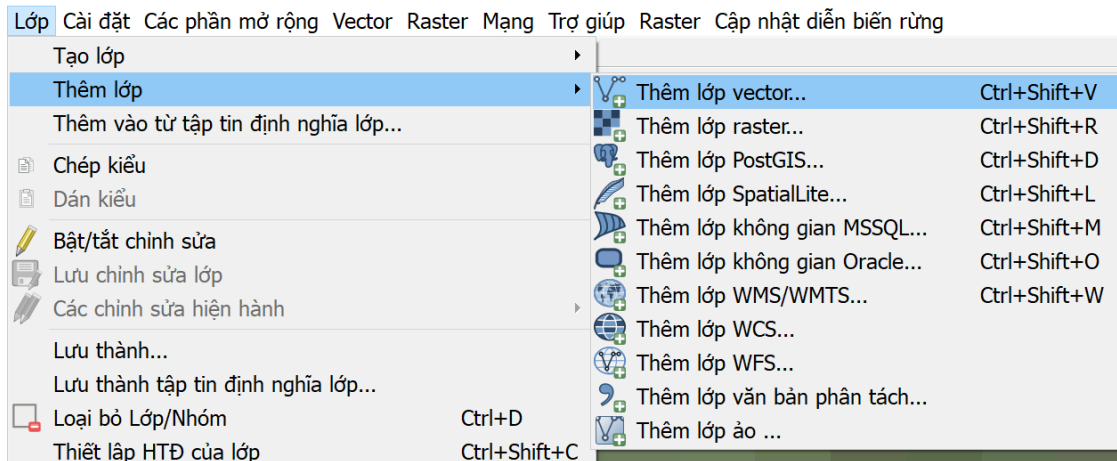 Lớp Cài đặt Các phần mở rộng Vector Raster Mạng Trợ giúp Raster Cập nhật diễn biến rừng
Tạo lớp
Thêm lớp
Thêm vào từ tập tin định nghĩa lớp...
Chép kiểu
Dán kiểu
Bật/tắt chỉnh sửa
Lưu chỉnh sửa lớp
Các chỉnh sửa hiện hành
Lưu thành...
Lưu thành tập tin định nghĩa lớp...
Loại bỏ Lớp/Nhóm Ctrl+D
Thiết lập HTĐ của lớp Ctrl+Shift+C
Thêm lớp vector... Ctrl+Shift+V
Thêm lớp raster... Ctrl+Shift+R
Thêm lớp PostGIS... Ctrl+Shift+D
Thêm lớp SpatialLite... Ctrl+Shift+L
Thêm lớp không gian MSSQL... Ctrl+Shift+M
Thêm lớp không gian Oracle... Ctrl+Shift+O
Thêm lớp WMS/WMTS... Ctrl+Shift+W
Thêm lớp WCS...
Thêm lớp WFS...
Thêm lớp văn bản phân tách...
Thêm lớp ảo ...